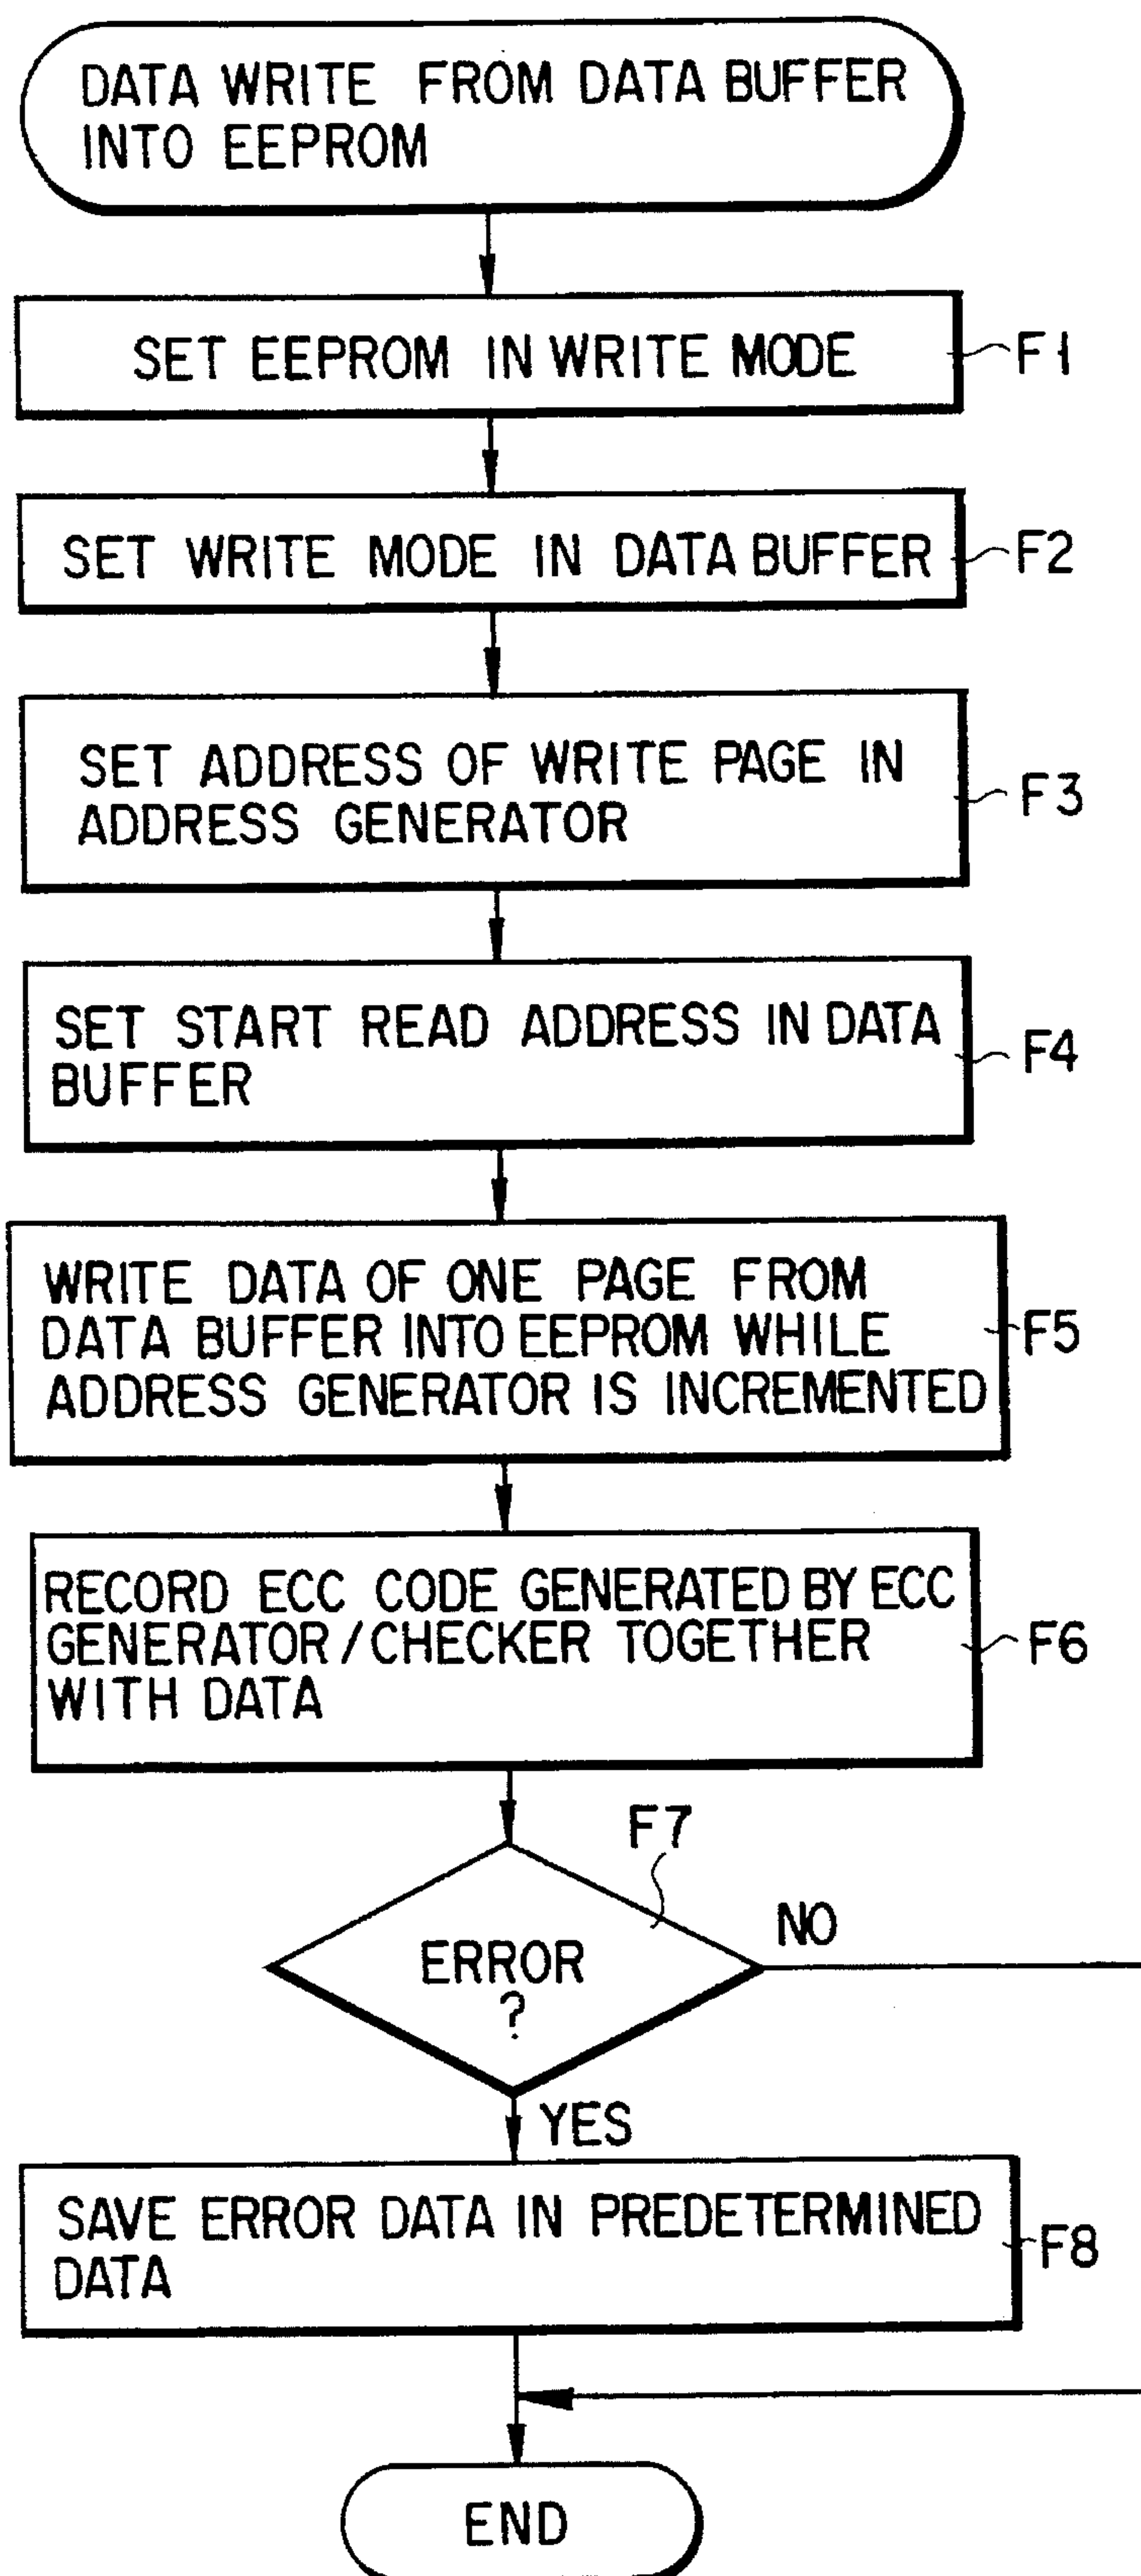 DATA WRITE FROM DATA BUFFER
INTO EEPROM
SET EEPROM IN WRITE MODE
F1
SET WRITE MODE IN DATA BUFFER
F2
SET ADDRESS OF WRITE PAGE IN
ADDRESS GENERATOR
F3
SET START READ ADDRESS IN DATA
BUFFER
F4
WRITE DATA OF ONE PAGE FROM
DATA BUFFER INTO EEPROM WHILE
ADDRESS GENERATOR IS INCREMENTED
F5
RECORD ECC CODE GENERATED BY ECC
GENERATOR/CHECKER TOGETHER
WITH DATA
F6
F7
ERROR
?
NO
YES
SAVE ERROR DATA IN PREDETERMINED
DATA
F8
END